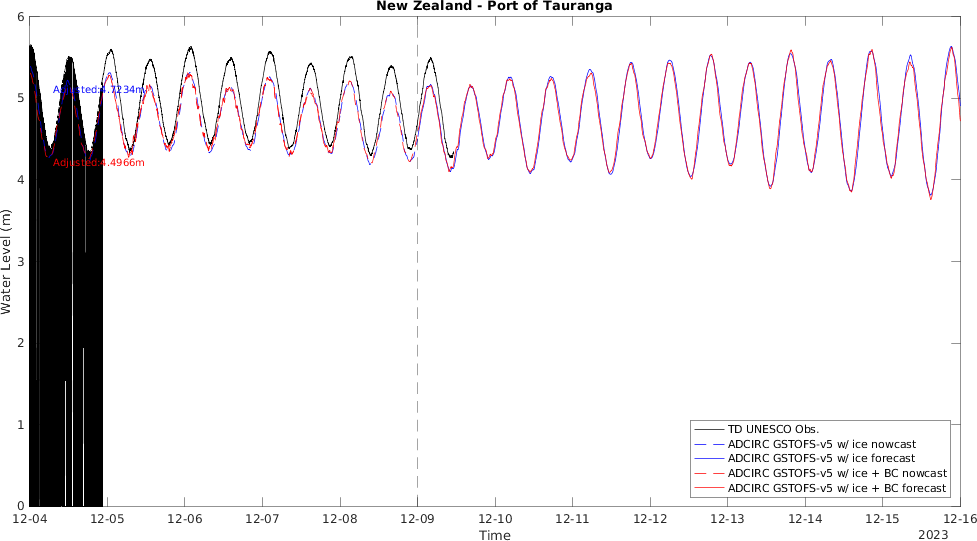 New Zealand - Port of Tauranga
6
5
4
3
2
1
0
Water Level (m)
Adjusted:4.7234m
Adjusted:4.4966m
TD UNESCO Obs.
ADCIRC GSTOFS-v5 w/ ice nowcast
ADCIRC GSTOFS-v5 w/ ice forecast
ADCIRC GSTOFS-v5 w/ ice + BC nowcast
ADCIRC GSTOFS-v5 w/ ice + BC forecast
12-04 12-05 12-06 12-07 12-08 12-09 12-10 12-11 12-12 12-13 12-14 12-15 12-16
Time
2023